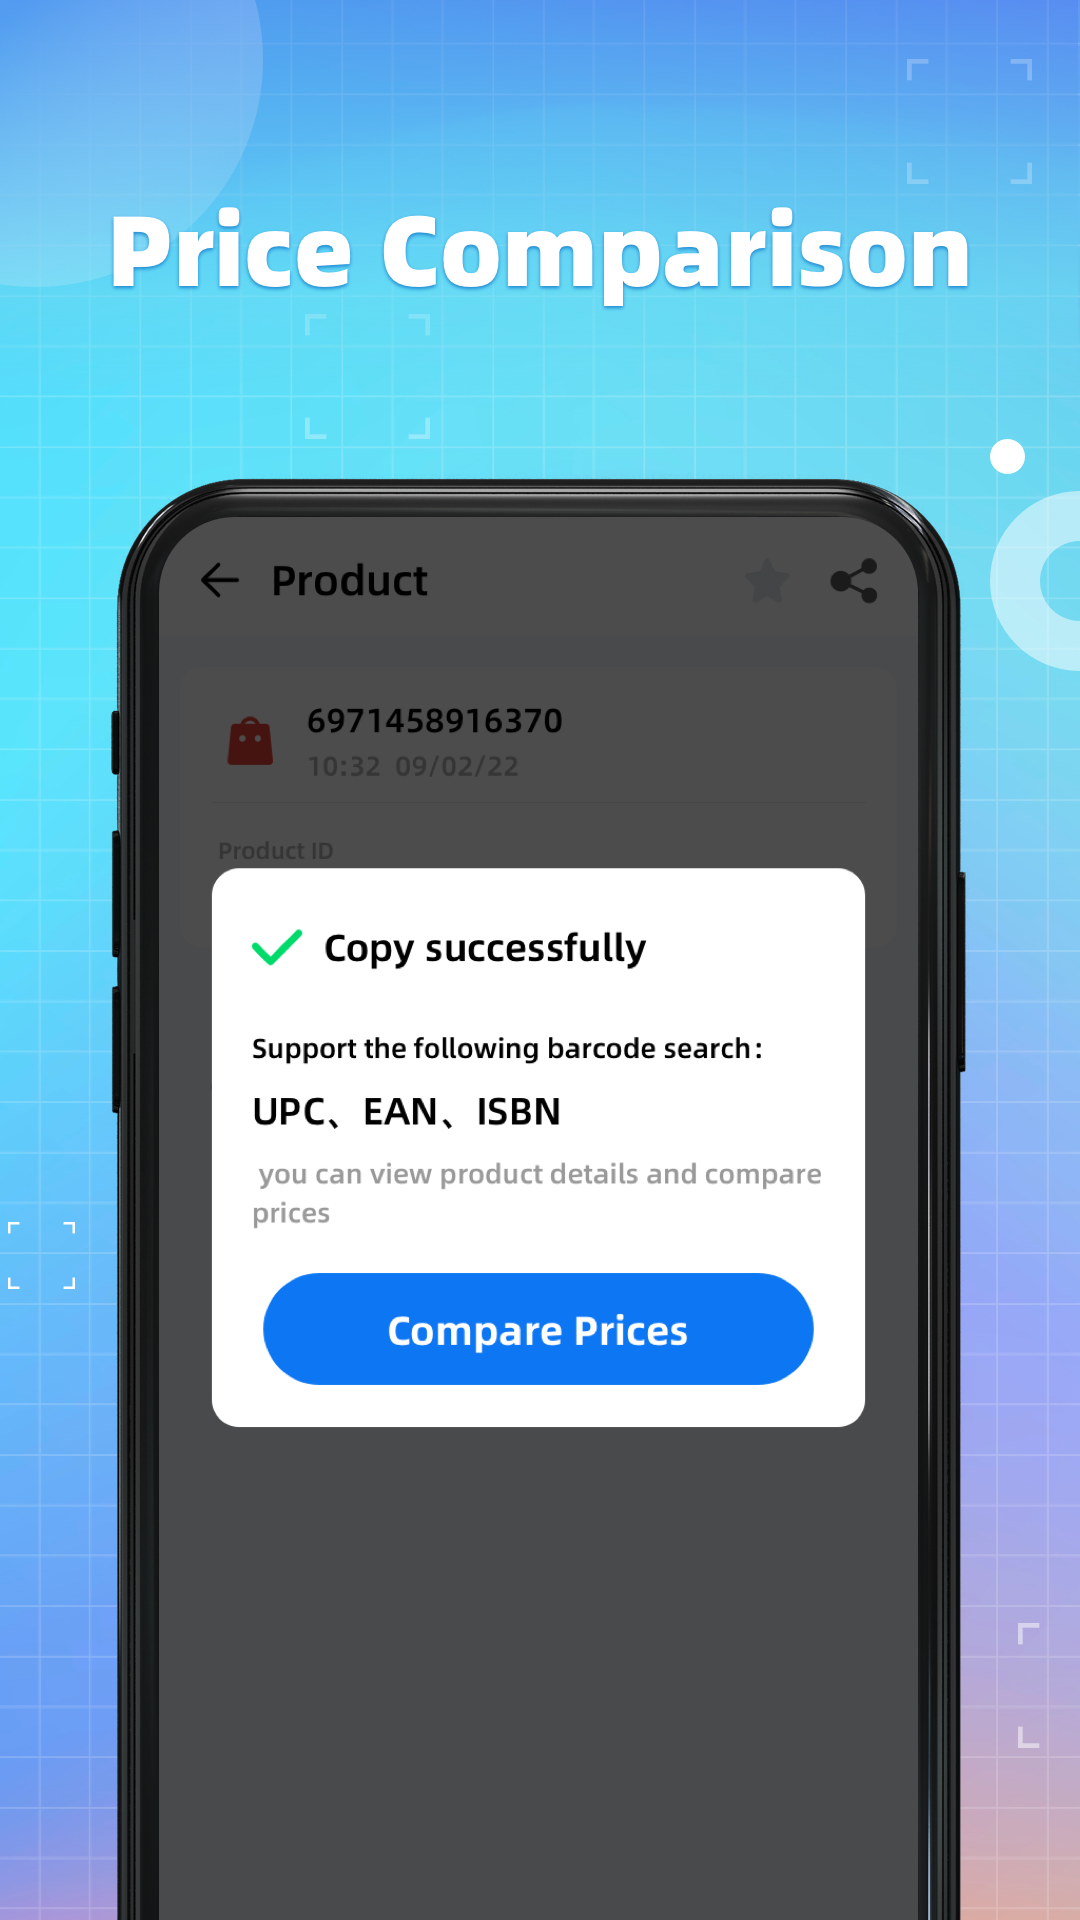 Price Comparison
Product
6971458916370
10:32 09/02/22
Product ID
Copy successfully
Support the following barcode search:
UPC、EAN、ISBN
you can view product details and compare
prices
Compare Prices